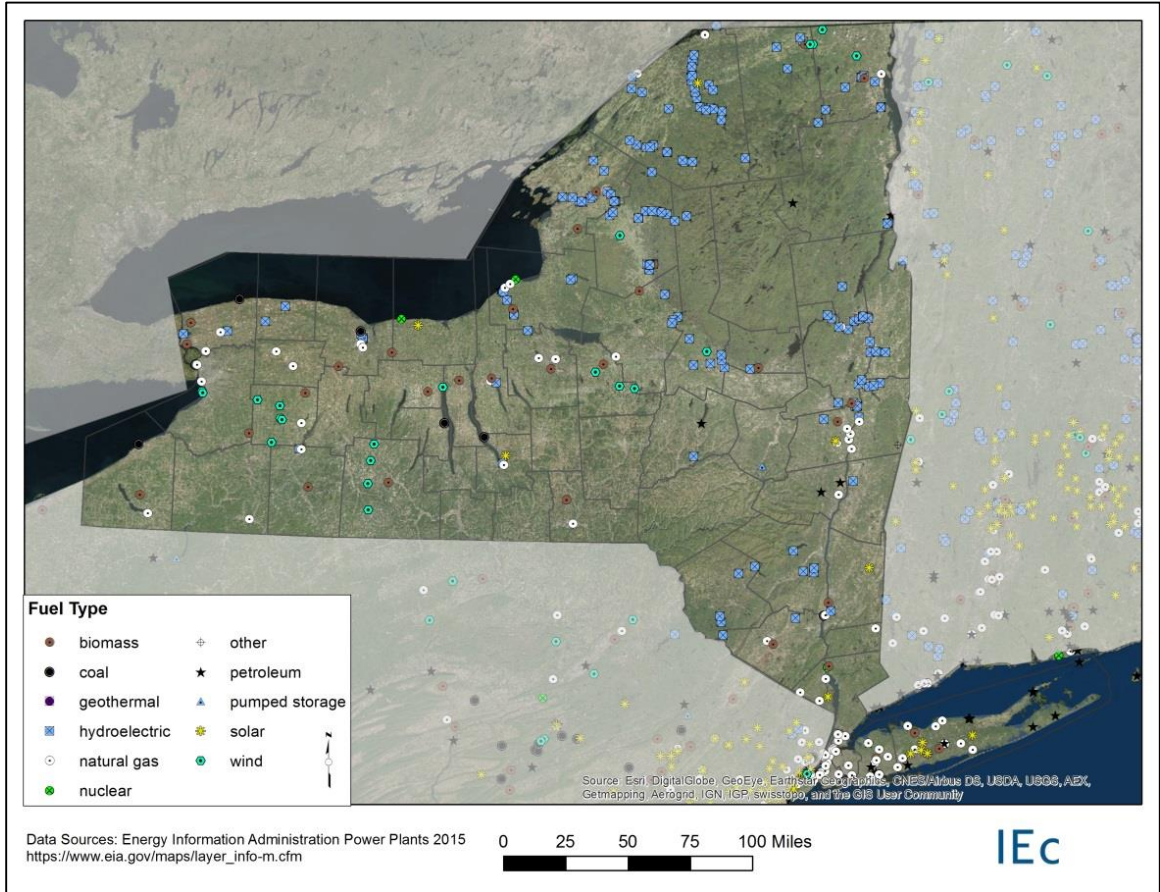 Fuel Type
biomass
coal
geothermal
hydroelectric
natural gas
nuclear
other
petroleum
pumped storage
solar
wind
N
Source: Esri, DigitalGlobe, GeoEye, Earthstar Geographics, CNES/Airbus DS, USDA, USGS, AEX,
Getmapping, Aerogrid, IGN, IGP, swisstopo, and the GIS User Community
Data Sources: Energy Information Administration Power Plants 2015
https://www.eia.gov/maps/layer_info-m.cfm
0 25 50 75 100 Miles
IEc